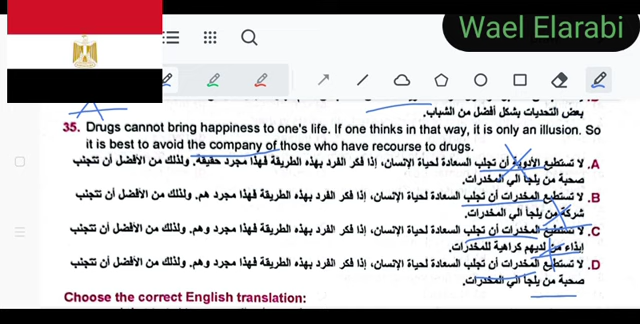 Wael Elarabi
بعض التحديات بشكل أفضل من الشباب.
35. Drugs cannot bring happiness to one's life. If one thinks in that way, it is only an illusion. So
it is best to avoid the company of those who have recourse to drugs.
A. لا تستطيع الأدوية أن تجلب السعادة لحياة الإنسان، إذا فكر الفرد بهذه الطريقة فهذا مجرد حقيقة. ولذلك من الأفضل أن تتجنب
صحبة من يلجأ الي المخدرات.
B. لا تستطيع المخدرات أن تجلب السعادة لحياة الإنسان، إذا فكر الفرد بهذه الطريقة فهذا مجرد هم. ولذلك من الأفضل أن تتجنب
شركة من يلجأ الي المخدرات.
C. لا تستطيع المخدرات أن تجلب السعادة لحياة الإنسان، إذا فكر الفرد بهذه الطريقة فهذا مجرد وهم. ولذلك من الأفضل أن تتجنب
إيذاء من لديهم كراهية للمخدرات.
D. لا تستطيع المخدرات أن تجلب السعادة لحياة الإنسان، إذا فكر الفرد بهذه الطريقة فهذا مجرد وهم. ولذلك من الأفضل أن تتجنب
صحبة من يلجأ الي المخدرات.
Choose the correct English translation: